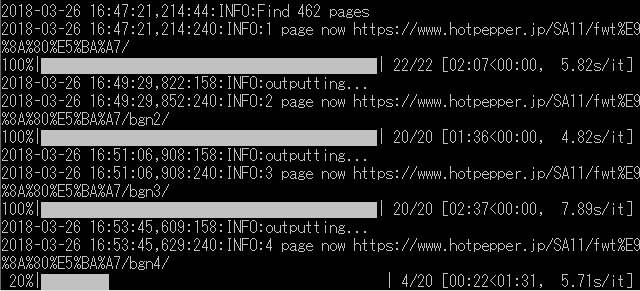 2018-03-26 16:47:21,214:44:INFO:Find 462 pages
2018-03-26 16:47:21,214:240:INFO:1 page now https://www.hotpepper.jp/SA11/fwt%E9
%8A%80%E5%BA%A7/
100%| | 22/22 [02:07<00:00, 5.82s/it]
2018-03-26 16:49:29,822:158:INFO:outputting...
2018-03-26 16:49:29,852:240:INFO:2 page now https://www.hotpepper.jp/SA11/fwt%E9
%8A%80%E5%BA%A7/bgn2/
100%| | 20/20 [01:36<00:00, 4.82s/it]
2018-03-26 16:51:06,908:158:INFO:outputting...
2018-03-26 16:51:06,908:240:INFO:3 page now https://www.hotpepper.jp/SA11/fwt%E9
%8A%80%E5%BA%A7/bgn3/
100%| | 20/20 [02:37<00:00, 7.89s/it]
2018-03-26 16:53:45,609:158:INFO:outputting...
2018-03-26 16:53:45,629:240:INFO:4 page now https://www.hotpepper.jp/SA11/fwt%E9
%8A%80%E5%BA%A7/bgn4/
20%| | 4/20 [00:22<01:31, 5.71s/it]